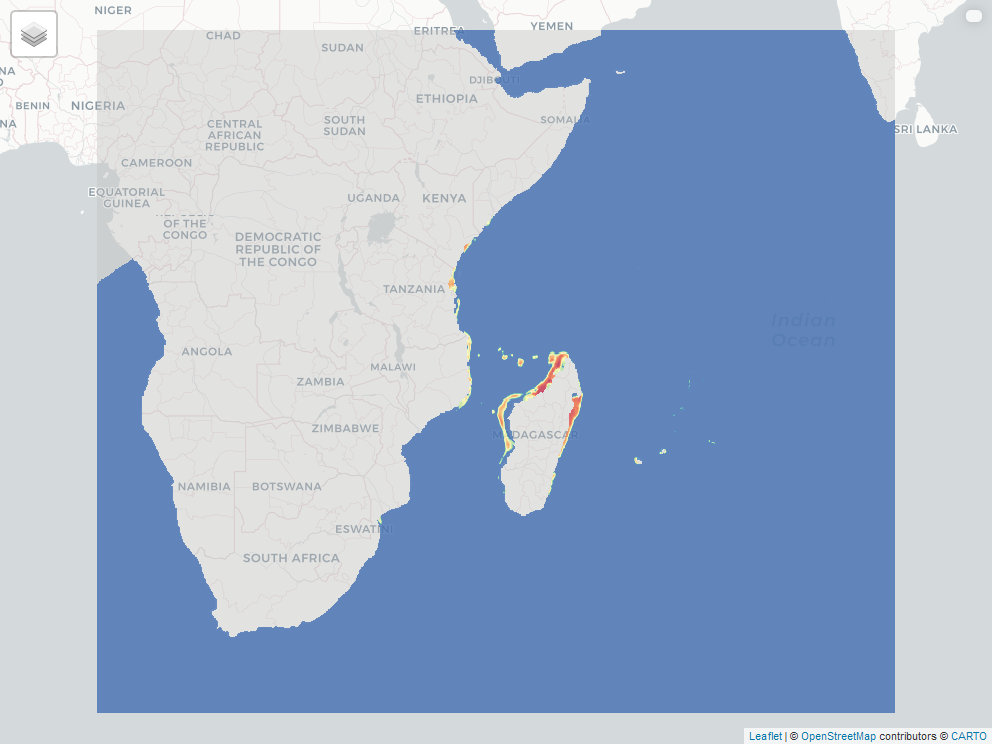 NIGER
CHAD
SUDAN
ERITREA
YEMEN
NA
BENIN
NIGERIA
NA
DJIBOUTI
ETHIOPIA
SOMALIA
CENTRAL
AFRICAN
REPUBLIC
SOUTH
SUDAN
SRI LANKA
CAMEROON
EQUATORIAL
GUINEA
UGANDA
KENYA
OF THE
CONGO
DEMOCRATIC
REPUBLIC OF
THE CONGO
TANZANIA
Indian
Ocean
ANGOLA
MALAWI
ZAMBIA
ZIMBABWE
MADAGASCAR
NAMIBIA
BOTSWANA
ESWATINI
SOUTH AFRICA
Leaflet | © OpenStreetMap contributors © CARTO